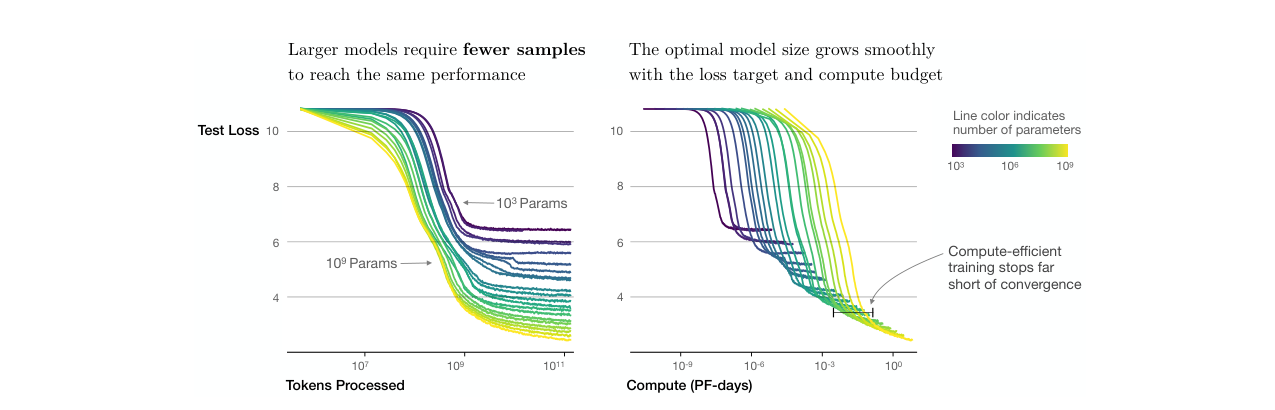 Larger models require fewer samples
to reach the same performance
The optimal model size grows smoothly
with the loss target and compute budget
Test Loss
10
8
6
4
10³ Params
10⁹ Params
10⁷
10⁹
10¹¹
Tokens Processed
10
8
6
4
10⁻⁹
10⁻⁶
10⁻³
10⁰
Compute (PF-days)
Line color indicates
number of parameters
10³
10⁶
10⁹
Compute-efficient
training stops far
short of convergence